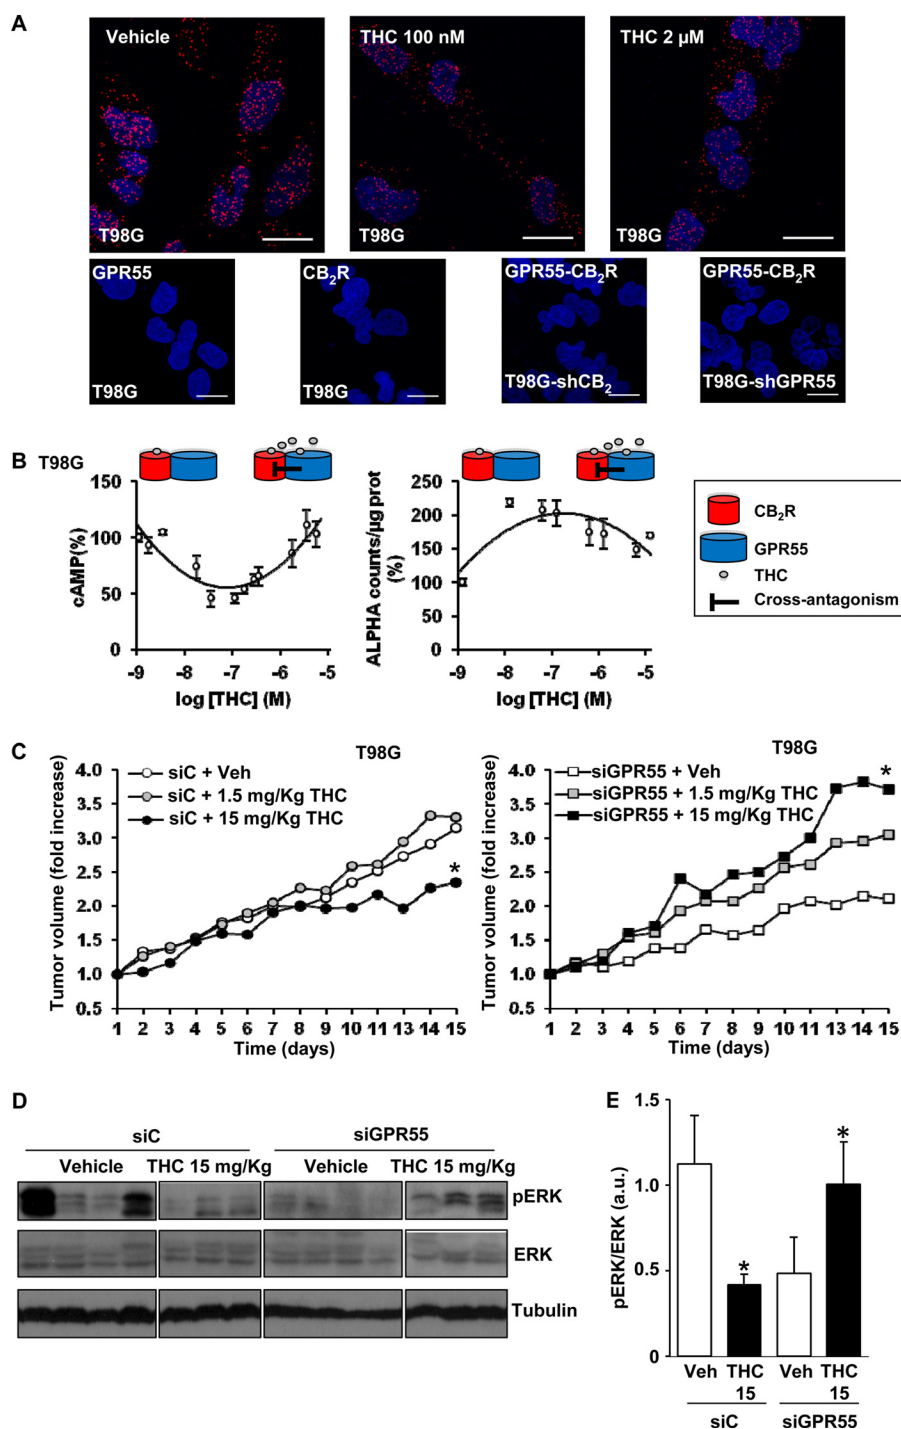 A
Vehicle
THC 100 nM
THC 2 µM
T98G
T98G
T98G
GPR55
CB2R
GPR55-CB2R
GPR55-CB2R
T98G
T98G
T98G-shCB2
T98G-shGPR55
B
T98G
cAMP(%)
150
100
50
0
-9
-8
-7
-6
-5
log [THC] (M)
ALPHA counts/µg prot
(%)
250
200
150
100
50
0
-9
-8
-7
-6
-5
log [THC] (M)
CB2R
GPR55
THC
Cross-antagonism
C
T98G
siC + Veh
siC + 1.5 mg/Kg THC
siC + 15 mg/Kg THC
*
Tumor volume (fold increase)
4.0
3.5
3.0
2.5
2.0
1.5
1.0
0.5
1 2 3 4 5 6 7 8 9 10 11 13 14 15
Time (days)
T98G
siGPR55 + Veh
siGPR55 + 1.5 mg/Kg THC
siGPR55 + 15 mg/Kg THC
*
Tumor volume (fold increase)
4.0
3.5
3.0
2.5
2.0
1.5
1.0
0.5
1 2 3 4 5 6 7 8 9 10 11 13 14 15
Time (days)
D
siC
siGPR55
Vehicle
THC 15 mg/Kg
Vehicle
THC 15 mg/Kg
pERK
ERK
Tubulin
E
pERK/ERK (a.u.)
1.5
1.0
0.5
0
*
*
Veh THC Veh THC
15 15
siC siGPR55